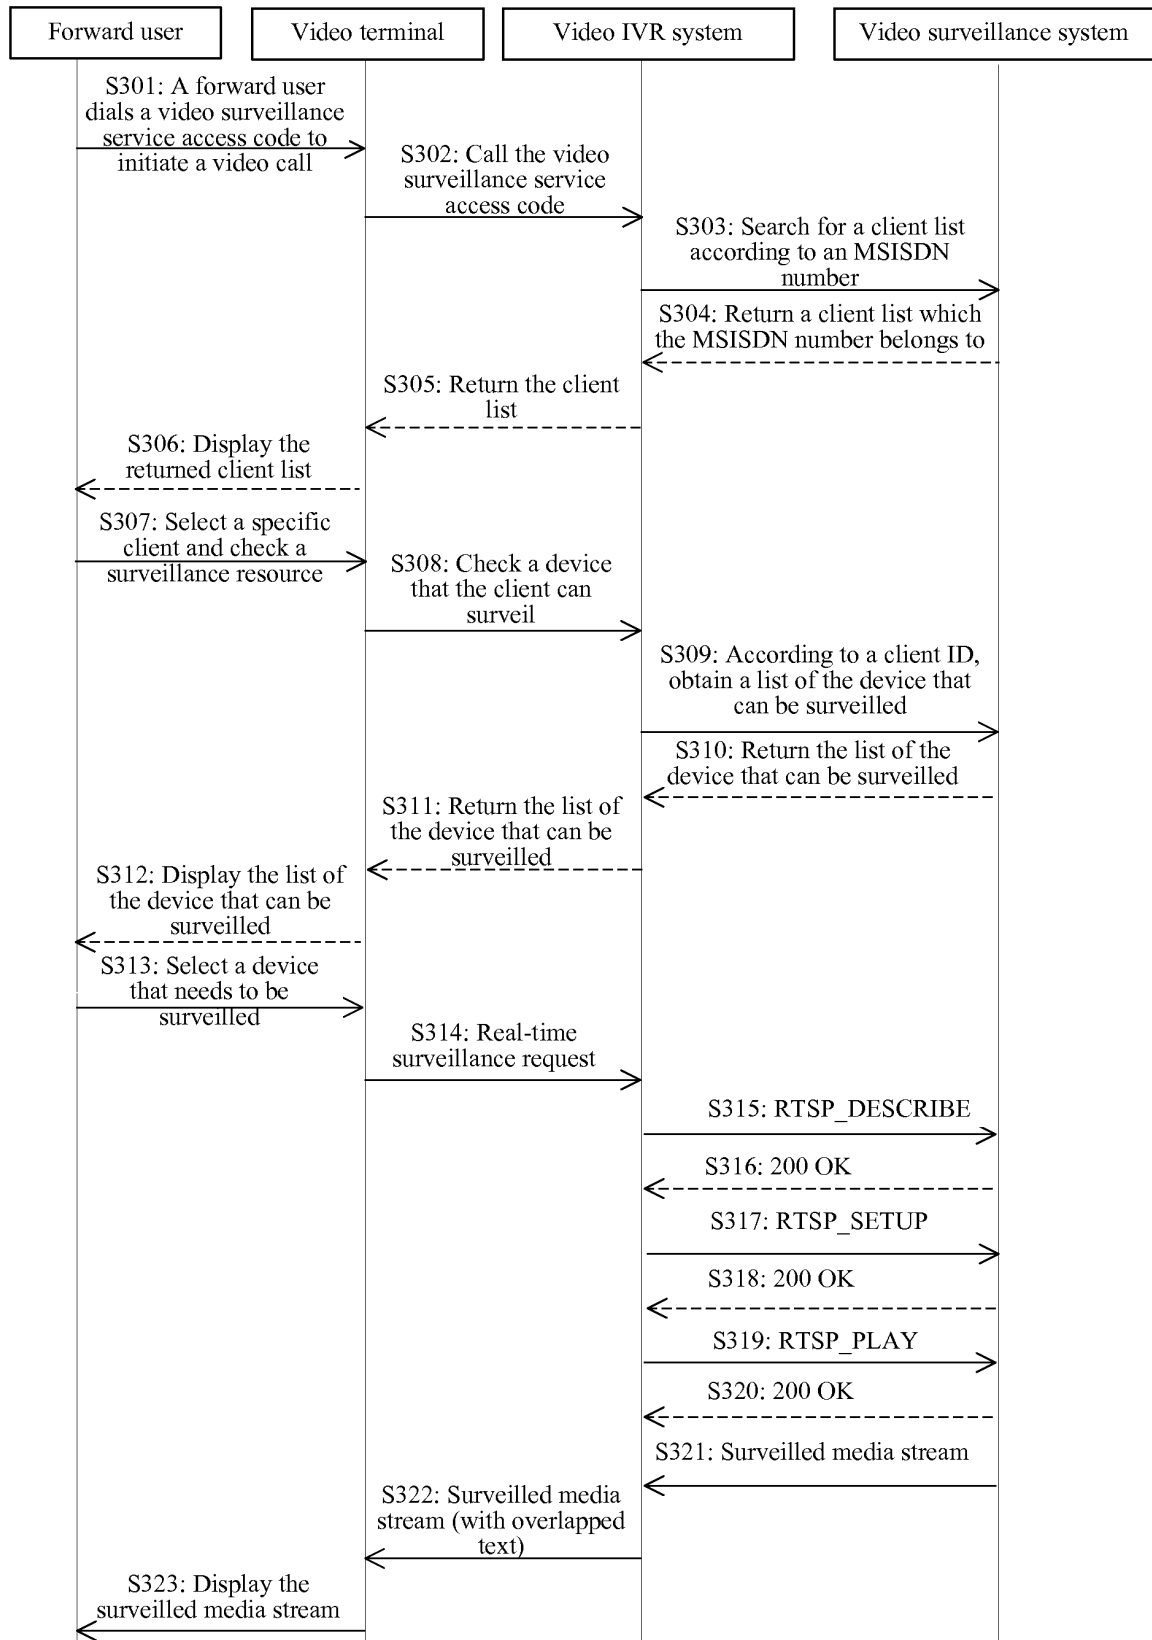 Forward user
Video terminal
Video IVR system
Video surveillance system
S301: A forward user
dials a video surveillance
service access code to
initiate a video call
S302: Call the video
surveillance service
access code
S303: Search for a client list
according to an MSISDN
number
S304: Return a client list which
the MSISDN number belongs to
S305: Return the client
list
S306: Display the
returned client list
S307: Select a specific
client and check a
surveillance resource
S308: Check a device
that the client can
surveil
S309: According to a client ID,
obtain a list of the device that
can be surveilled
S310: Return the list of the
device that can be surveilled
S311: Return the list of
the device that can be
surveilled
S312: Display the list of
the device that can be
surveilled
S313: Select a device
that needs to be
surveilled
S314: Real-time
surveillance request
S315: RTSP_DESCRIBE
S316: 200 OK
S317: RTSP_SETUP
S318: 200 OK
S319: RTSP_PLAY
S320: 200 OK
S321: Surveilled media stream
S322: Surveilled media
stream (with overlapped
text)
S323: Display the
surveilled media stream